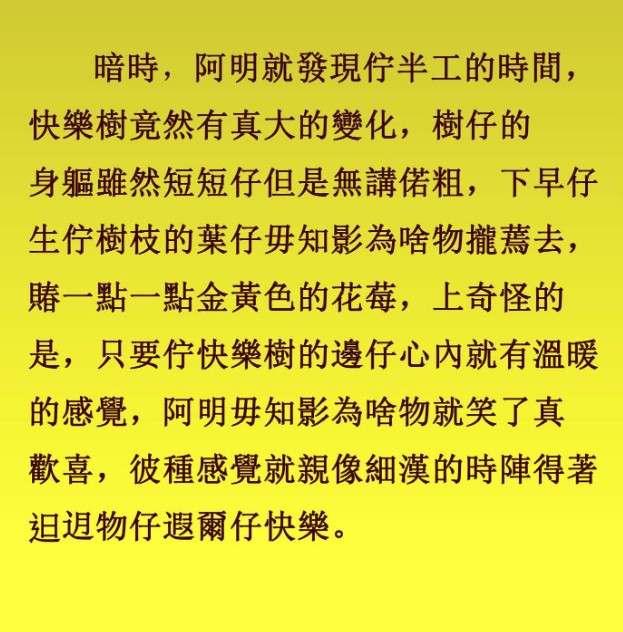 暗時，阿明就發現佇半工的時間，
快樂樹竟然有真大的變化，樹仔的
身軀雖然短短仔但是無講偌粗，下早仔
生佇樹枝的葉仔毋知影為啥物攏蔫去，
賰一點一點金黃色的花莓，上奇怪的
是，只要佇快樂樹的邊仔心內就有溫暖
的感覺，阿明毋知影為啥物就笑了真
歡喜，彼種感覺就親像細漢的時陣得著
𨑨迌物仔遐爾仔快樂。